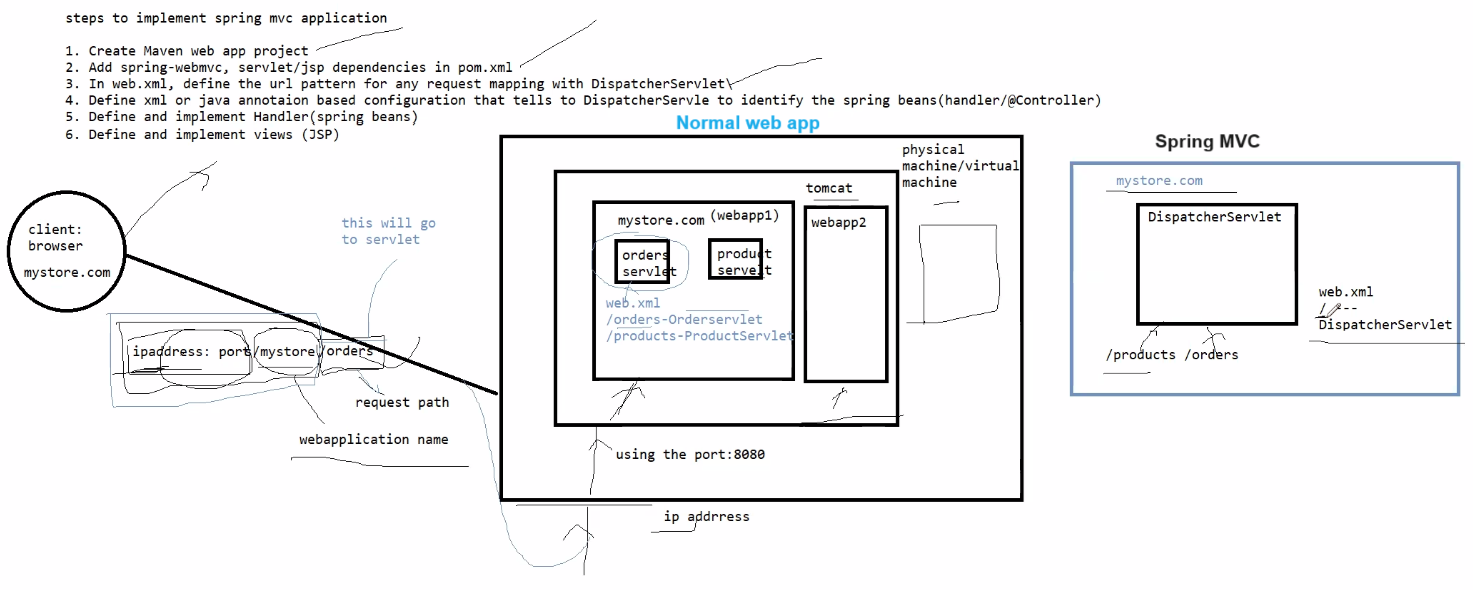 steps to implement spring mvc application
1. Create Maven web app project
2. Add spring-webmvc, servlet/jsp dependencies in pom.xml
3. In web.xml, define the url pattern for any request mapping with DispatcherServlet\
4. Define xml or java annotaion based configuration that tells to DispatcherServle to identify the spring beans(handler/@Controller)
5. Define and implement Handler(spring beans)
6. Define and implement views (JSP)
client:
browser
mystore.com
this will go
to servlet
ipaddress: port/mystore/orders
request path
webapplication name
Normal web app
physical
machine/virtual
machine
tomcat
mystore.com (webapp1)
webapp2
orders
servlet
product
servelt
web.xml
/orders-Orderservlet
/products-ProductServlet
using the port:8080
ip adrress
Spring MVC
mystore.com
DispatcherServlet
web.xml
/ ---
DispatcherServlet
/products /orders